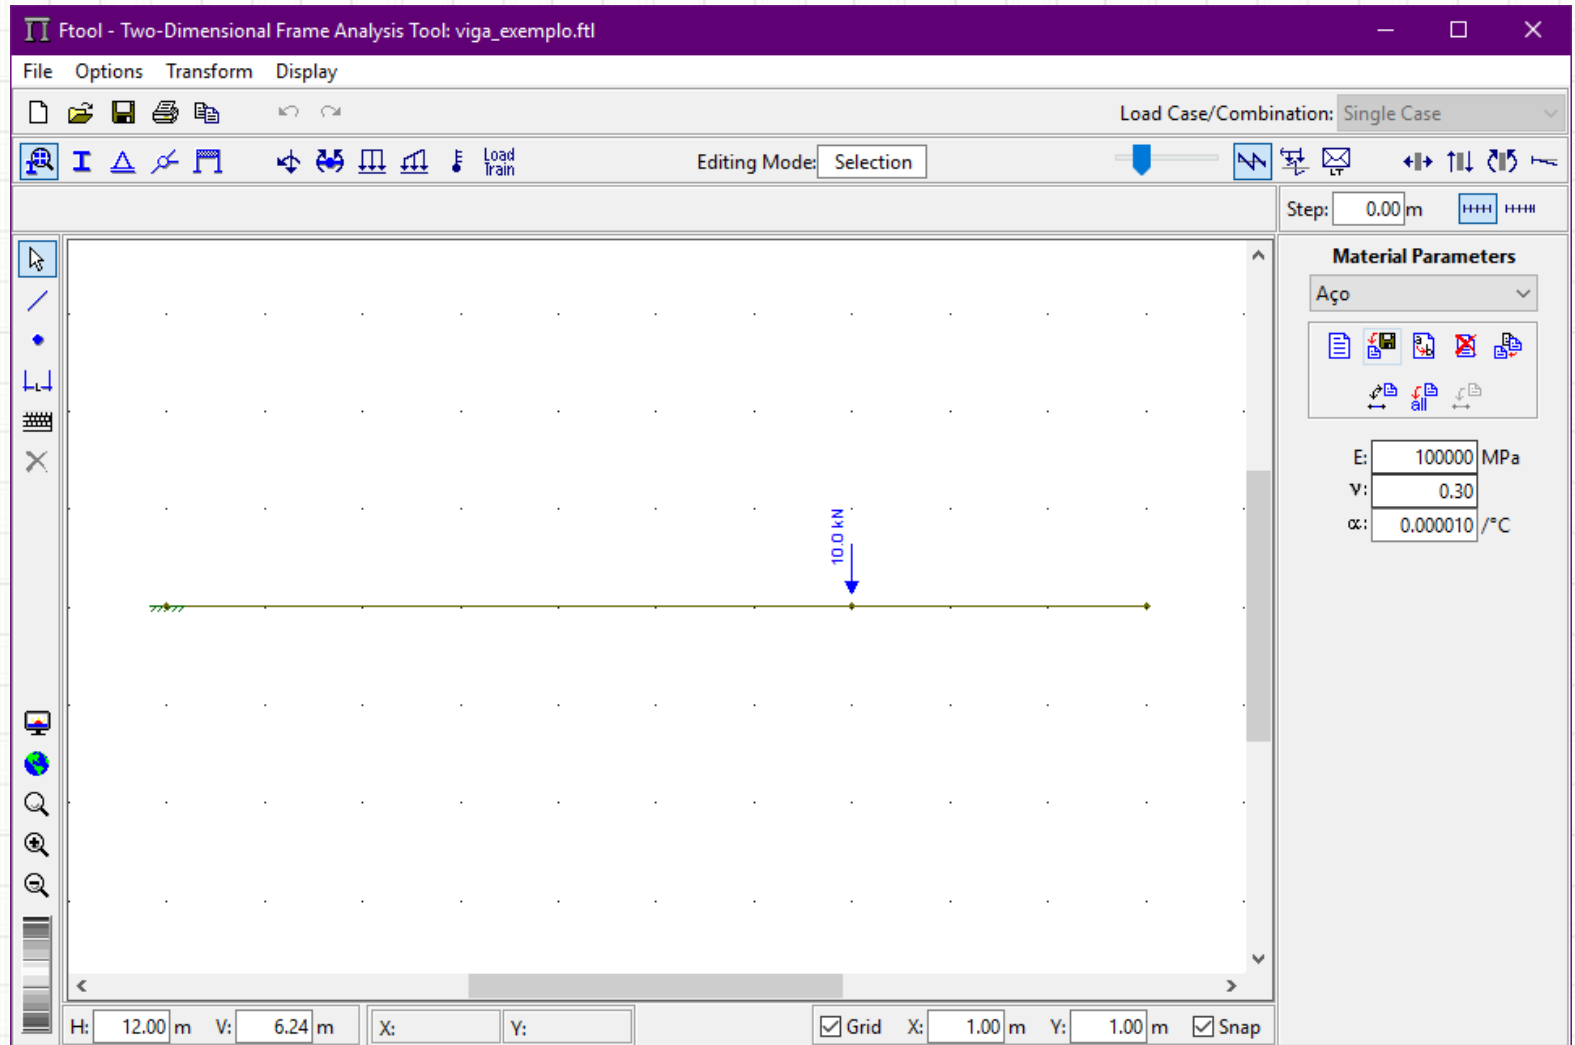 Ftool - Two-Dimensional Frame Analysis Tool: viga_exemplo.ftl
File Options Transform Display
Load Case/Combination: Single Case
Load Train
Editing Mode: Selection
LT
Step: 0.00 m
Material Parameters
Aço
all
E: 100000 MPa
ν: 0.30
α: 0.000010 /°C
10.0 kN
H: 12.00 m V: 6.24 m X: Y: Grid X: 1.00 m Y: 1.00 m Snap